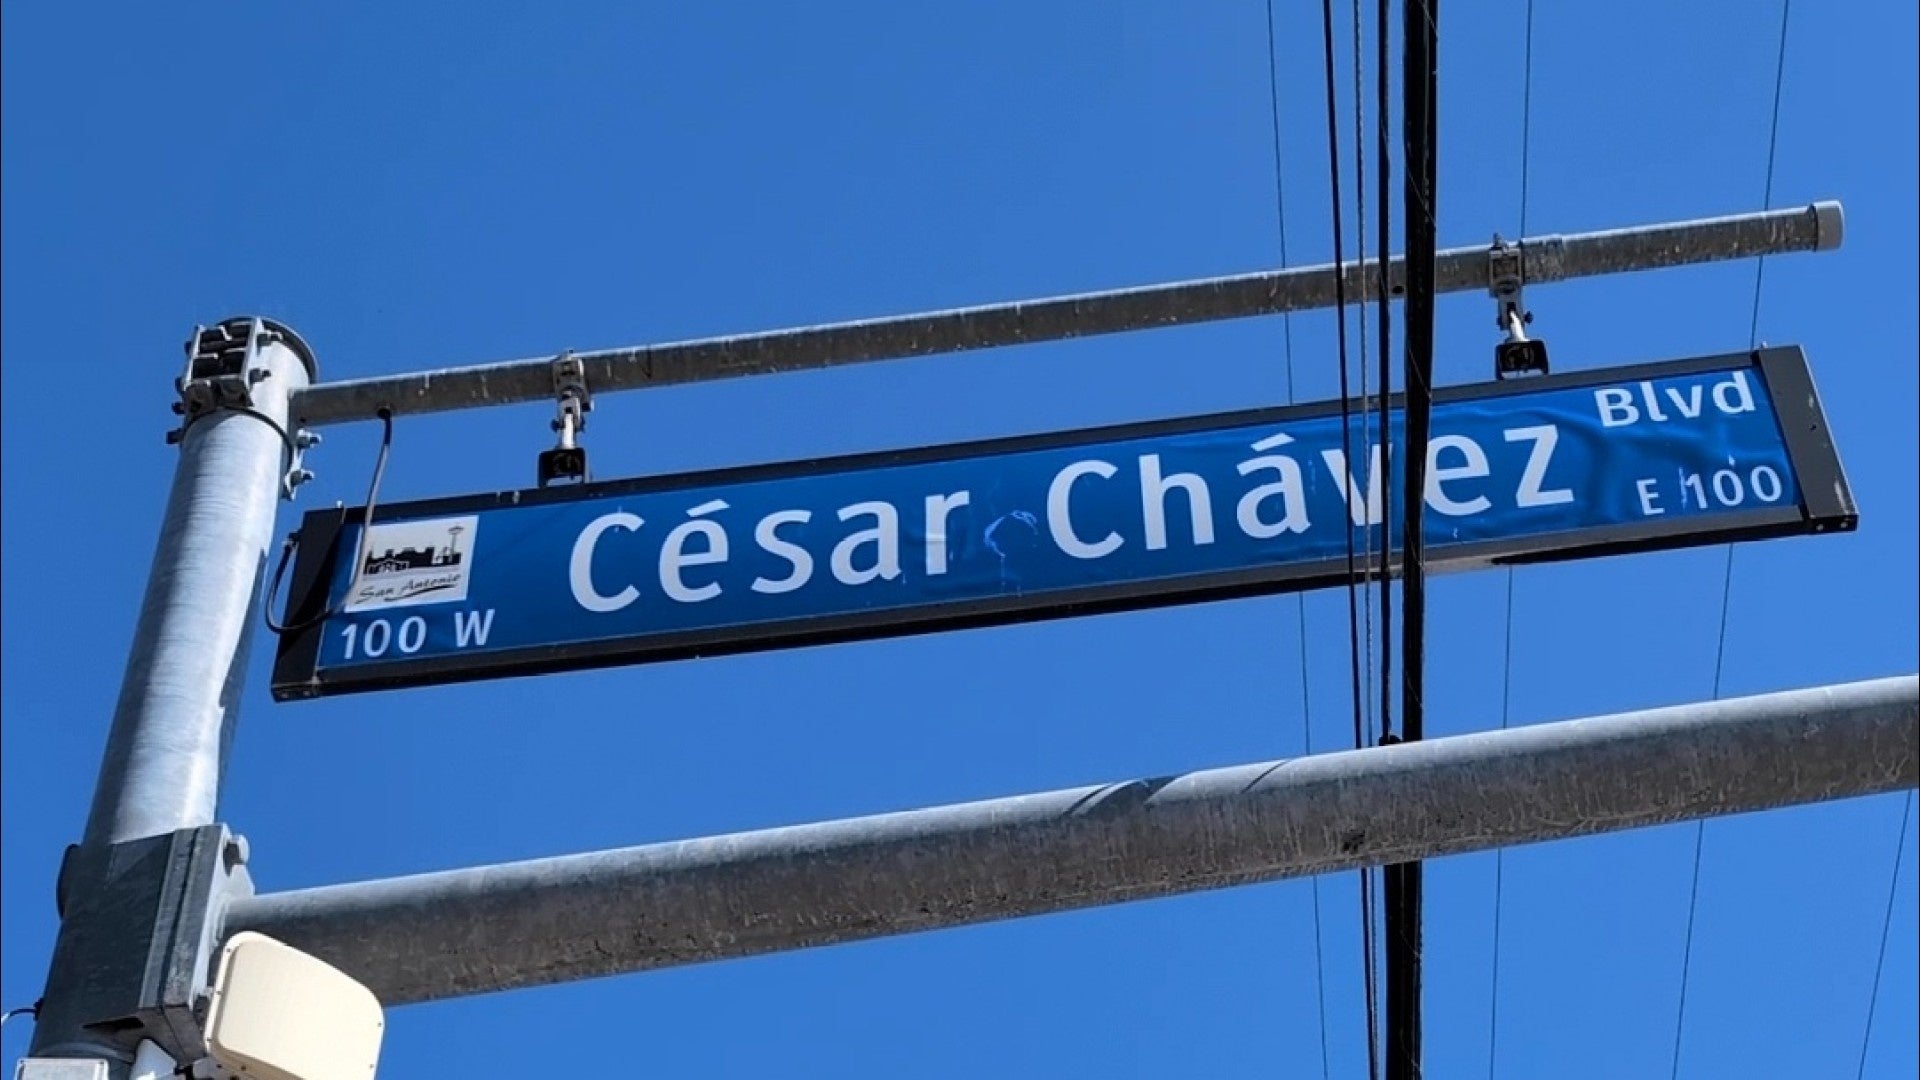 César Chávez Blvd
San Antonio
100 W
E 100